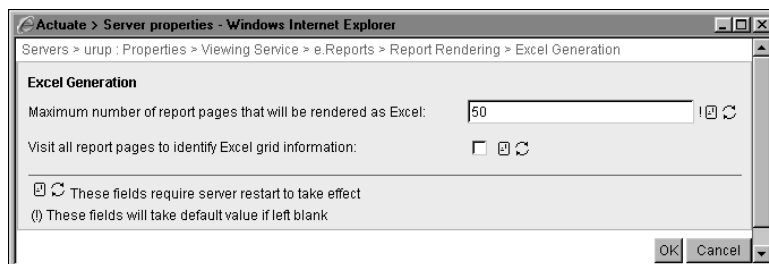 Actuate > Server properties - Windows Internet Explorer
Servers > urup : Properties > Viewing Service > e.Reports > Report Rendering > Excel Generation
Excel Generation
Maximum number of report pages that will be rendered as Excel: 50 !
Visit all report pages to identify Excel grid information:
These fields require server restart to take effect
(!) These fields will take default value if left blank
OK Cancel